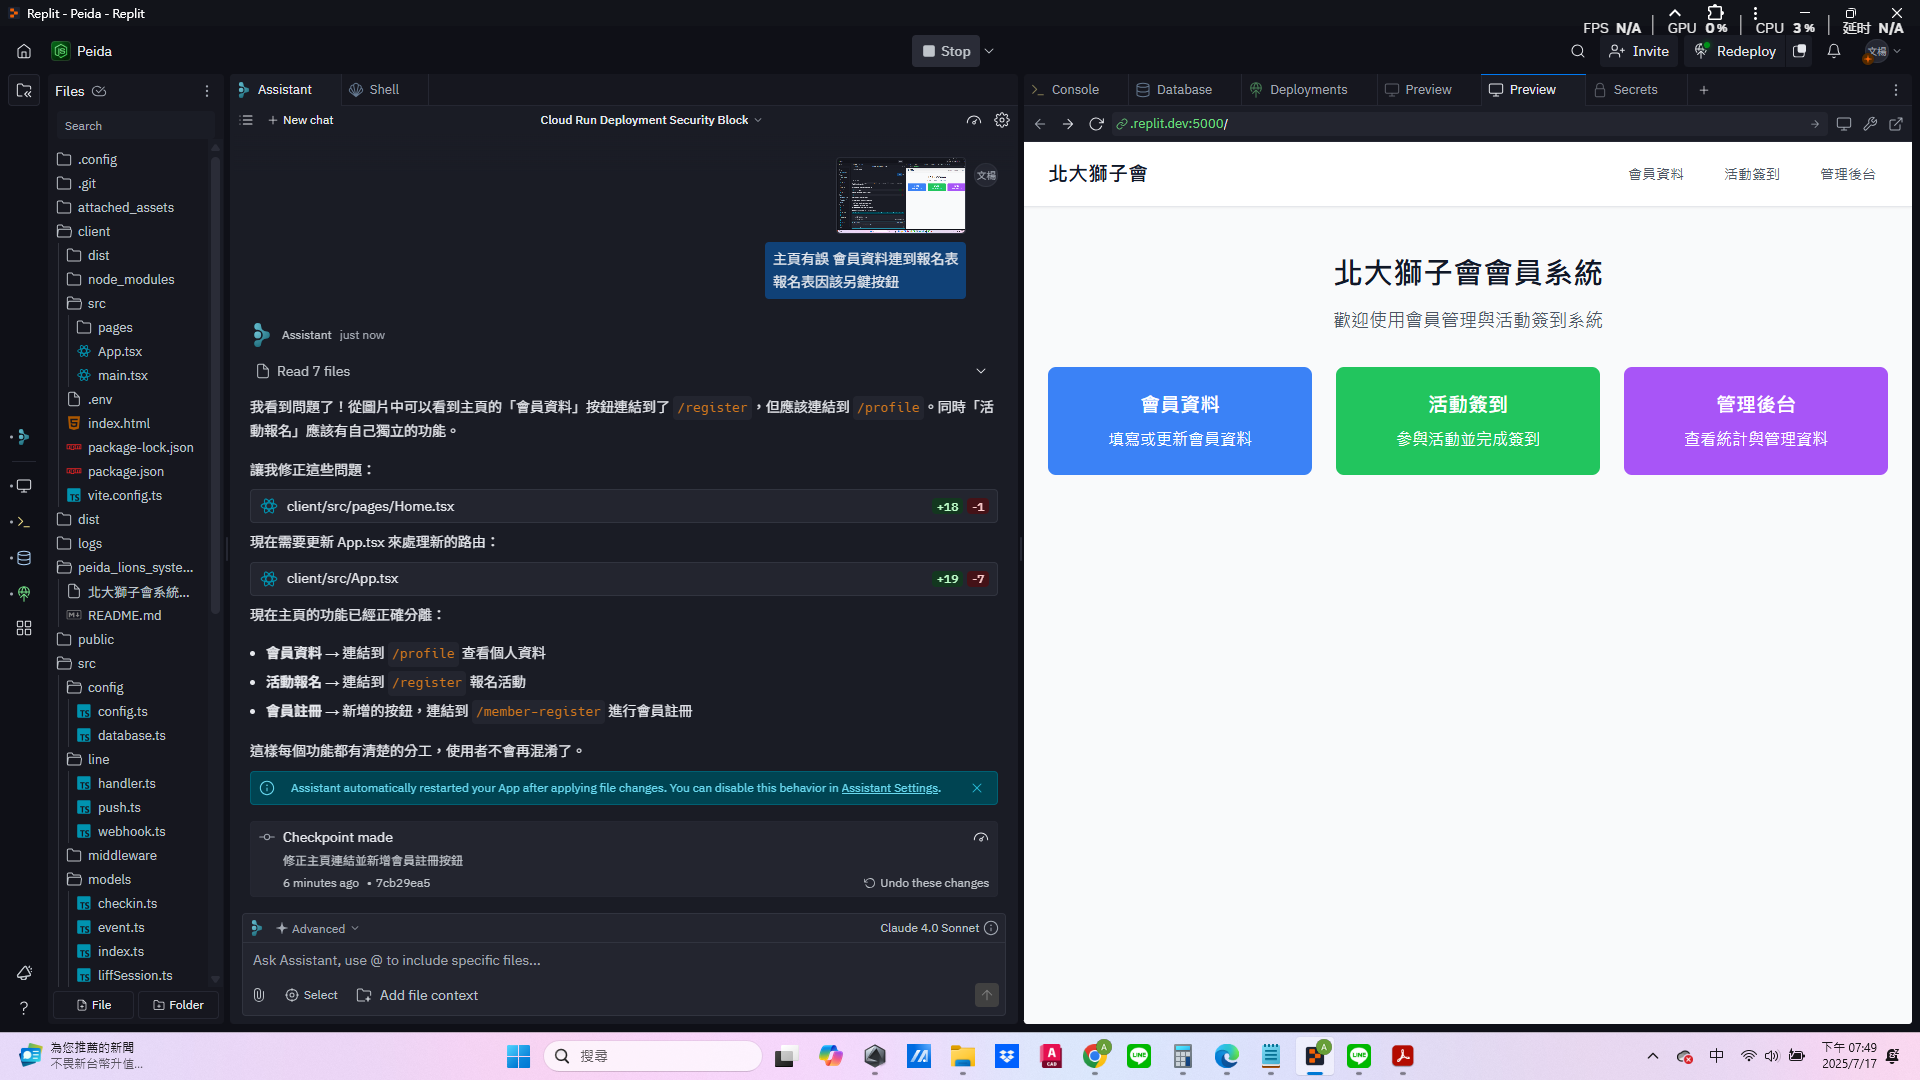 Replit - Peida - Replit
FPS N/A GPU 0% CPU 3% 延时 N/A
Peida
Stop
Invite
Redeploy
文楊
Files
Search
.config
.git
attached_assets
client
dist
node_modules
src
pages
App.tsx
main.tsx
.env
index.html
package-lock.json
package.json
vite.config.ts
dist
logs
peida_lions_syste...
北大獅子會系統...
README.md
public
src
config
config.ts
database.ts
line
handler.ts
push.ts
webhook.ts
middleware
models
checkin.ts
event.ts
index.ts
liffSession.ts
File
Folder
Assistant
Shell
New chat
Cloud Run Deployment Security Block
文楊
主頁有誤 會員資料連到報名表
報名表因該另鍵按鈕
Assistant just now
Read 7 files
我看到問題了！從圖片中可以看到主頁的「會員資料」按鈕連結到了 /register，但應該連結到 /profile。同時「活
動報名」應該有自己獨立的功能。
讓我修正這些問題：
client/src/pages/Home.tsx +18 -1
現在需要更新 App.tsx 來處理新的路由：
client/src/App.tsx +19 -7
現在主頁的功能已經正確分離：
• 會員資料 → 連結到 /profile 查看個人資料
• 活動報名 → 連結到 /register 報名活動
• 會員註冊 → 新增的按鈕，連結到 /member-register 進行會員註冊
這樣每個功能都有清楚的分工，使用者不會再混淆了。
Assistant automatically restarted your App after applying file changes. You can disable this behavior in Assistant Settings.
Checkpoint made
修正主頁連結並新增會員註冊按鈕
6 minutes ago • 7cb29ea5
Undo these changes
Advanced
Claude 4.0 Sonnet
Ask Assistant, use @ to include specific files...
Select
Add file context
Console
Database
Deployments
Preview
Preview
Secrets
.replit.dev:5000/
北大獅子會
會員資料
活動簽到
管理後台
北大獅子會會員系統
歡迎使用會員管理與活動簽到系統
會員資料
填寫或更新會員資料
活動簽到
參與活動並完成簽到
管理後台
查看統計與管理資料
為您推薦的新聞
不畏新台幣升值...
搜尋
中
下午 07:49
2025/7/17